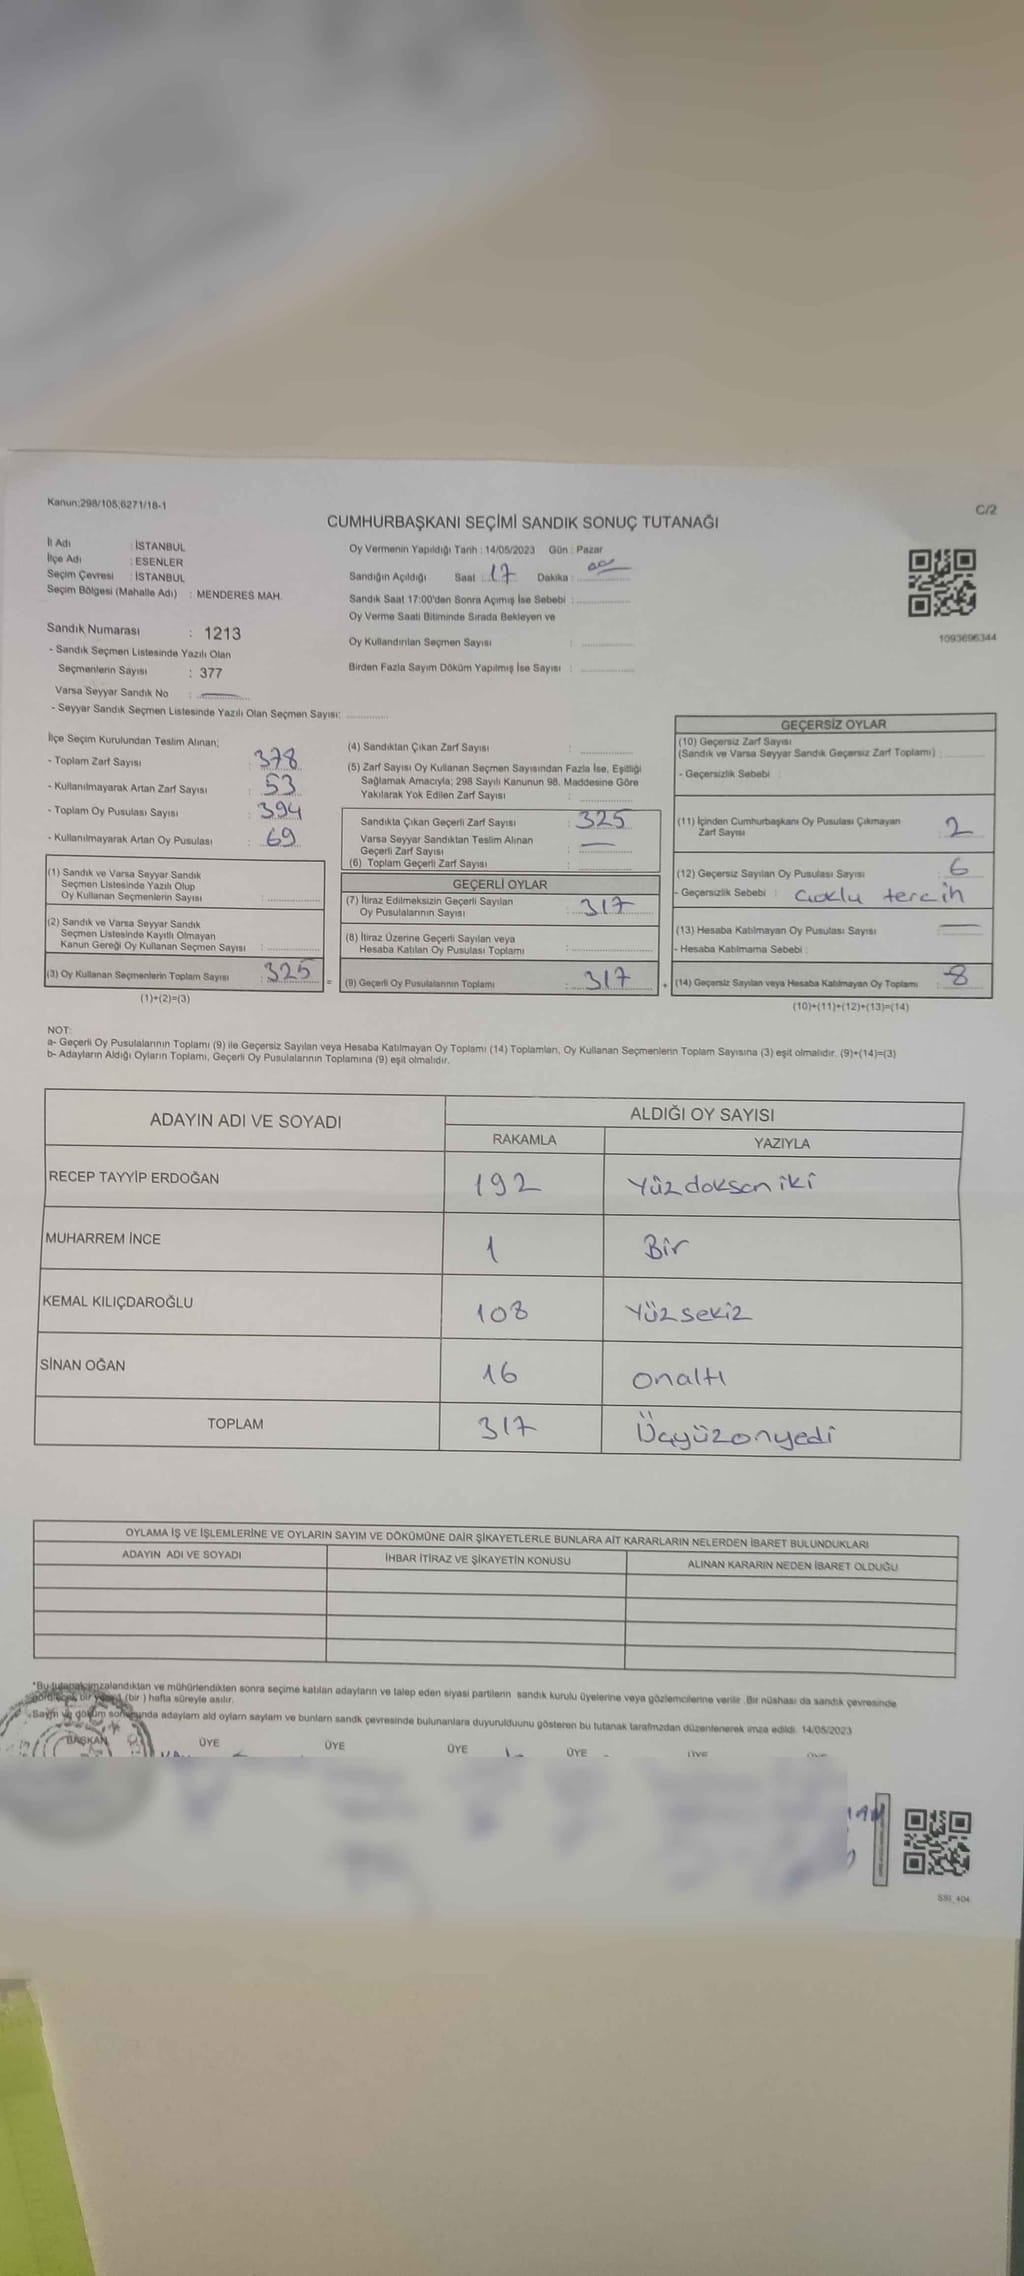 Kanun;298/105;6271/18-1
C/2
CUMHURBAŞKANI SEÇİMİ SANDIK SONUÇ TUTANAĞI
İl Adı : İSTANBUL
İlçe Adı : ESENLER
Seçim Çevresi : İSTANBUL
Seçim Bölgesi (Mahalle Adı) : MENDERES MAH.
Sandık Numarası : 1213
- Sandık Seçmen Listesinde Yazılı Olan
Seçmenlerin Sayısı : 377
Varsa Seyyar Sandık No :
- Seyyar Sandık Seçmen Listesinde Yazılı Olan Seçmen Sayısı:
Oy Vermenin Yapıldığı Tarih : 14/05/2023 Gün : Pazar
Sandığın Açıldığı Saat : 17 Dakika : 00
Sandık Saat 17:00'den Sonra Açımış İse Sebebi :
Oy Verme Saati Bitiminde Sırada Bekleyen ve
Oy Kullandırılan Seçmen Sayısı :
Birden Fazla Sayım Döküm Yapılmış İse Sayısı :
1093696344
İlçe Seçim Kurulundan Teslim Alınan;
- Toplam Zarf Sayısı : 378
- Kullanılmayarak Artan Zarf Sayısı : 53
- Toplam Oy Pusulası Sayısı : 394
- Kullanılmayarak Artan Oy Pusulası : 69
(1) Sandık ve Varsa Seyyar Sandık
Seçmen Listesinde Yazılı Olup
Oy Kullanan Seçmenlerin Sayısı :
(2) Sandık ve Varsa Seyyar Sandık
Seçmen Listesinde Kayıtlı Olmayan
Kanun Gereği Oy Kullanan Seçmen Sayısı :
(3) Oy Kullanan Seçmenlerin Toplam Sayısı : 325
(1)+(2)=(3)
(4) Sandıktan Çıkan Zarf Sayısı :
(5) Zarf Sayısı Oy Kullanan Seçmen Sayısından Fazla İse, Eşitliği
Sağlamak Amacıyla; 298 Sayılı Kanunun 98. Maddesine Göre
Yakılarak Yok Edilen Zarf Sayısı :
Sandıkta Çıkan Geçerli Zarf Sayısı : 325
Varsa Seyyar Sandıktan Teslim Alınan
Geçerli Zarf Sayısı : —
(6) Toplam Geçerli Zarf Sayısı :
GEÇERLİ OYLAR
(7) İtiraz Edilmeksizin Geçerli Sayılan
Oy Pusulalarının Sayısı : 317
(8) İtiraz Üzerine Geçerli Sayılan veya
Hesaba Katılan Oy Pusulası Toplamı :
= (9) Geçerli Oy Pusulalarının Toplamı : 317 +
GEÇERSİZ OYLAR
(10) Geçersiz Zarf Sayısı
(Sandık ve Varsa Seyyar Sandık Geçersiz Zarf Toplamı) :
- Geçersizlik Sebebi :
(11) İçinden Cumhurbaşkanı Oy Pusulası Çıkmayan
Zarf Sayısı : 2
(12) Geçersiz Sayılan Oy Pusulası Sayısı : 6
- Geçersizlik Sebebi : Çoklu tercih
(13) Hesaba Katılmayan Oy Pusulası Sayısı : —
- Hesaba Katılmama Sebebi :
(14) Geçersiz Sayılan veya Hesaba Katılmayan Oy Toplamı : 8
(10)+(11)+(12)+(13)=(14)
NOT:
a- Geçerli Oy Pusulalarının Toplamı (9) ile Geçersiz Sayılan veya Hesaba Katılmayan Oy Toplamı (14) Toplamları, Oy Kullanan Seçmenlerin Toplam Sayısına (3) eşit olmalıdır. (9)+(14)=(3)
b- Adayların Aldığı Oyların Toplamı, Geçerli Oy Pusulalarının Toplamına (9) eşit olmalıdır.
ADAYIN ADI VE SOYADI
ALDIĞI OY SAYISI
RAKAMLA YAZIYLA
RECEP TAYYİP ERDOĞAN 192 Yüzdoksaniki
MUHARREM İNCE 1 Bir
KEMAL KILIÇDAROĞLU 108 Yüzsekiz
SİNAN OĞAN 16 onaltı
TOPLAM 317 Üçyüzonyedi
OYLAMA İŞ VE İŞLEMLERİNE VE OYLARIN SAYIM VE DÖKÜMÜNE DAİR ŞİKAYETLERLE BUNLARA AİT KARARLARIN NELERDEN İBARET BULUNDUKLARI
ADAYIN ADI VE SOYADI İHBAR İTİRAZ VE ŞİKAYETİN KONUSU ALINAN KARARIN NEDEN İBARET OLDUĞU
*Bu tutanak imzalandıktan ve mühürlendikten sonra seçime katılan adayların ve talep eden siyasi partilerin sandık kurulu üyelerine veya gözlemcilerine verilir. Bir nüshası da sandık çevresinde
bir (bir ) hafta süreyle asılır.
Sayım ve döküm sonunda adayların ald oyların saylam ve bunların sandk çevresinde bulunanlara duyurulduunu gösteren bu tutanak tarafmzdan düzenlenerek imza edildi. 14/05/2023
BAŞKAN ÜYE ÜYE ÜYE ÜYE ÜYE
SSI_404